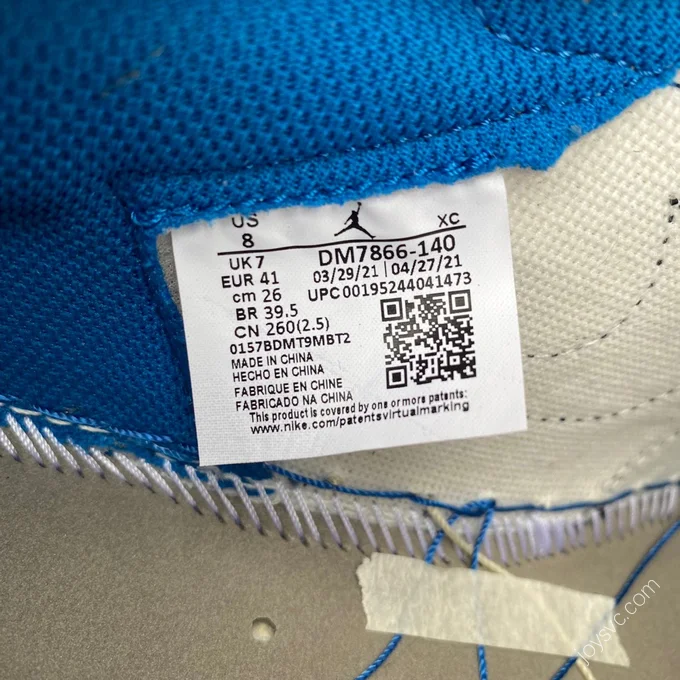 US XC
8
UK 7 DM7866-140
EUR 41 03/29/21 | 04/27/21
cm 26 UPC00195244041473
BR 39.5
CN 260(2.5)
0157BDMT9MBT2
MADE IN CHINA
HECHO EN CHINA
FABRIQUE EN CHINE
FABRICADO NA CHINA
This product is covered by one or more patents:
www.nike.com/patentsvirtualmarking
joysvc.com